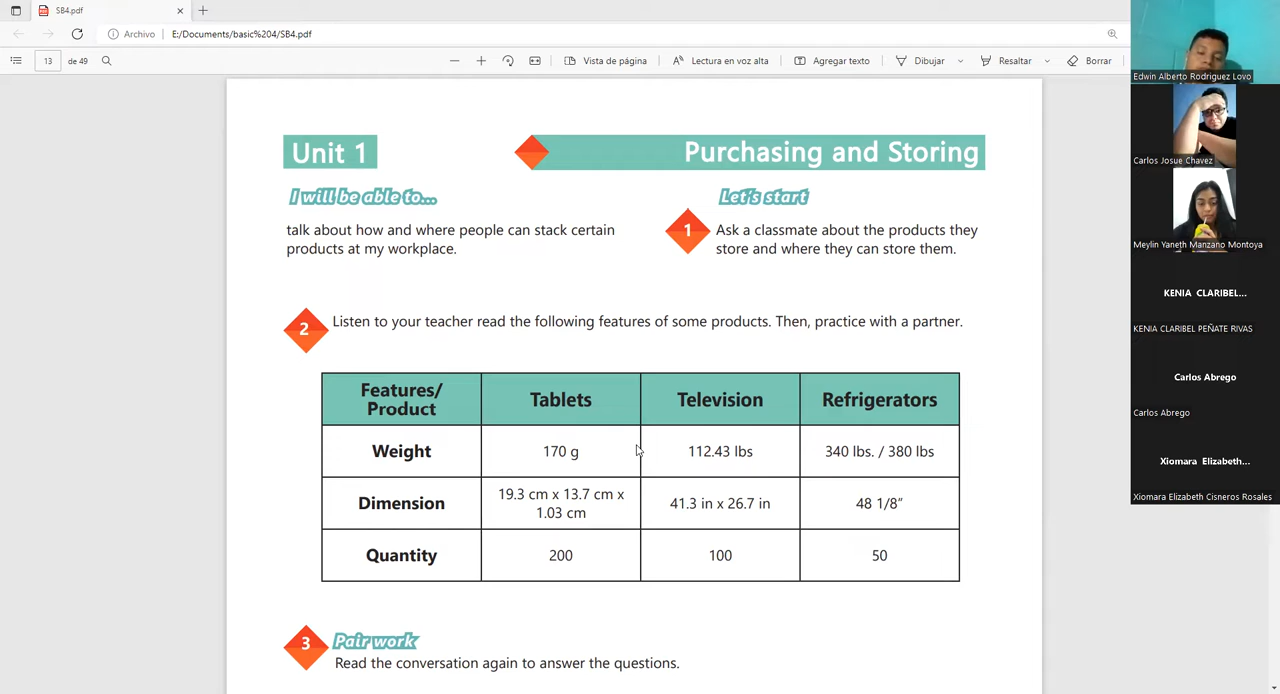 SB4.pdf
Archivo
E:/Documents/basic%204/SB4.pdf
13
de 49
Vista de página
Lectura en voz alta
Agregar texto
Dibujar
Resaltar
Borrar
Unit 1
Purchasing and Storing
I will be able to...
talk about how and where people can stack certain
products at my workplace.
Let's start
1
Ask a classmate about the products they
store and where they can store them.
2
Listen to your teacher read the following features of some products. Then, practice with a partner.
Features/
Product
Tablets
Television
Refrigerators
Weight
170 g
112.43 lbs
340 lbs. / 380 lbs
Dimension
19.3 cm x 13.7 cm x
1.03 cm
41.3 in x 26.7 in
48 1/8”
Quantity
200
100
50
3
Pair work
Read the conversation again to answer the questions.
Edwin Alberto Rodriguez Lovo
Carlos Josue Chavez
Meylin Yaneth Manzano Montoya
KENIA CLARIBEL...
KENIA CLARIBEL PEÑATE RIVAS
Carlos Abrego
Carlos Abrego
Xiomara Elizabeth...
Xiomara Elizabeth Cisneros Rosales